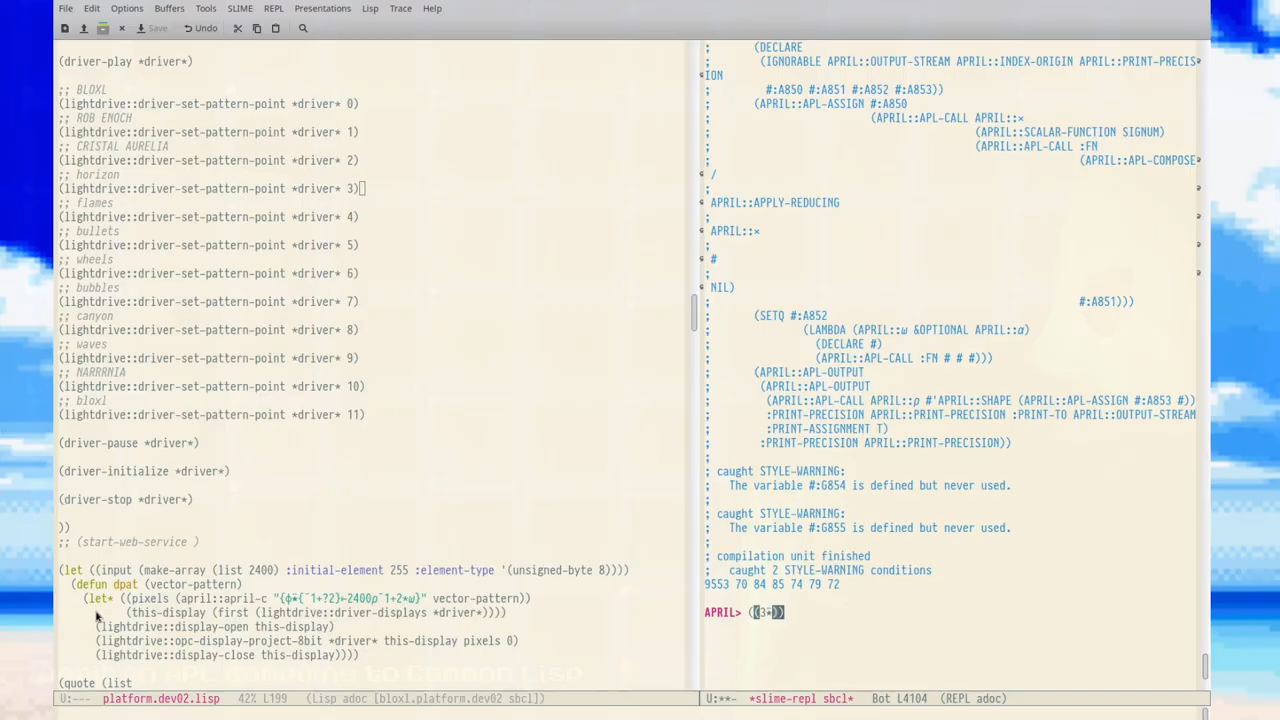 File Edit Options Buffers Tools SLIME REPL Presentations Lisp Trace Help
Save Undo
(driver-play *driver*)
;; BLOXL
(lightdrive::driver-set-pattern-point *driver* 0)
;; ROB ENOCH
(lightdrive::driver-set-pattern-point *driver* 1)
;; CRISTAL AURELIA
(lightdrive::driver-set-pattern-point *driver* 2)
;; horizon
(lightdrive::driver-set-pattern-point *driver* 3)
;; flames
(lightdrive::driver-set-pattern-point *driver* 4)
;; bullets
(lightdrive::driver-set-pattern-point *driver* 5)
;; wheels
(lightdrive::driver-set-pattern-point *driver* 6)
;; bubbles
(lightdrive::driver-set-pattern-point *driver* 7)
;; canyon
(lightdrive::driver-set-pattern-point *driver* 8)
;; waves
(lightdrive::driver-set-pattern-point *driver* 9)
;; NARRRNIA
(lightdrive::driver-set-pattern-point *driver* 10)
;; bloxl
(lightdrive::driver-set-pattern-point *driver* 11)
(driver-pause *driver*)
(driver-initialize *driver*)
(driver-stop *driver*)
))
;; (start-web-service )
(let ((input (make-array (list 2400) :initial-element 255 :element-type '(unsigned-byte 8))))
(defun dpat (vector-pattern)
(let* ((pixels (april::april-c "{⌽⍣{¯1+?2}⊢2400⍴¯1+2*⍵}" vector-pattern))
(this-display (first (lightdrive::driver-displays *driver*))))
(lightdrive::display-open this-display)
(lightdrive::opc-display-project-8bit *driver* this-display pixels 0)
(lightdrive::display-close this-display))))
(quote (list
U:--- platform.dev02.lisp 42% L199 (Lisp adoc [bloxl.platform.dev02 sbcl])
; (DECLARE
; (IGNORABLE APRIL::OUTPUT-STREAM APRIL::INDEX-ORIGIN APRIL::PRINT-PRECIS
ION
; #:A850 #:A851 #:A852 #:A853))
; (APRIL::APL-ASSIGN #:A850
; (APRIL::APL-CALL APRIL::×
; (APRIL::SCALAR-FUNCTION SIGNUM)
; (APRIL::APL-CALL :FN
; (APRIL::APL-COMPOSE
/
;
APRIL::APPLY-REDUCING
;
APRIL::×
;
#
;
NIL)
; #:A851)))
; (SETQ #:A852
; (LAMBDA (APRIL::⍵ &OPTIONAL APRIL::⍺)
; (DECLARE #)
; (APRIL::APL-CALL :FN # # #)))
; (APRIL::APL-OUTPUT
; (APRIL::APL-OUTPUT
; (APRIL::APL-CALL APRIL::⍴ #'APRIL::SHAPE (APRIL::APL-ASSIGN #:A853 #))
; :PRINT-PRECISION APRIL::PRINT-PRECISION :PRINT-TO APRIL::OUTPUT-STREAM
; :PRINT-ASSIGNMENT T)
; :PRINT-PRECISION APRIL::PRINT-PRECISION))
; caught STYLE-WARNING:
; The variable #:G854 is defined but never used.
; caught STYLE-WARNING:
; The variable #:G855 is defined but never used.
; compilation unit finished
; caught 2 STYLE-WARNING conditions
9553 70 84 85 74 79 72
APRIL> ((3⍣))
U:**- *slime-repl sbcl* Bot L4104 (REPL adoc)